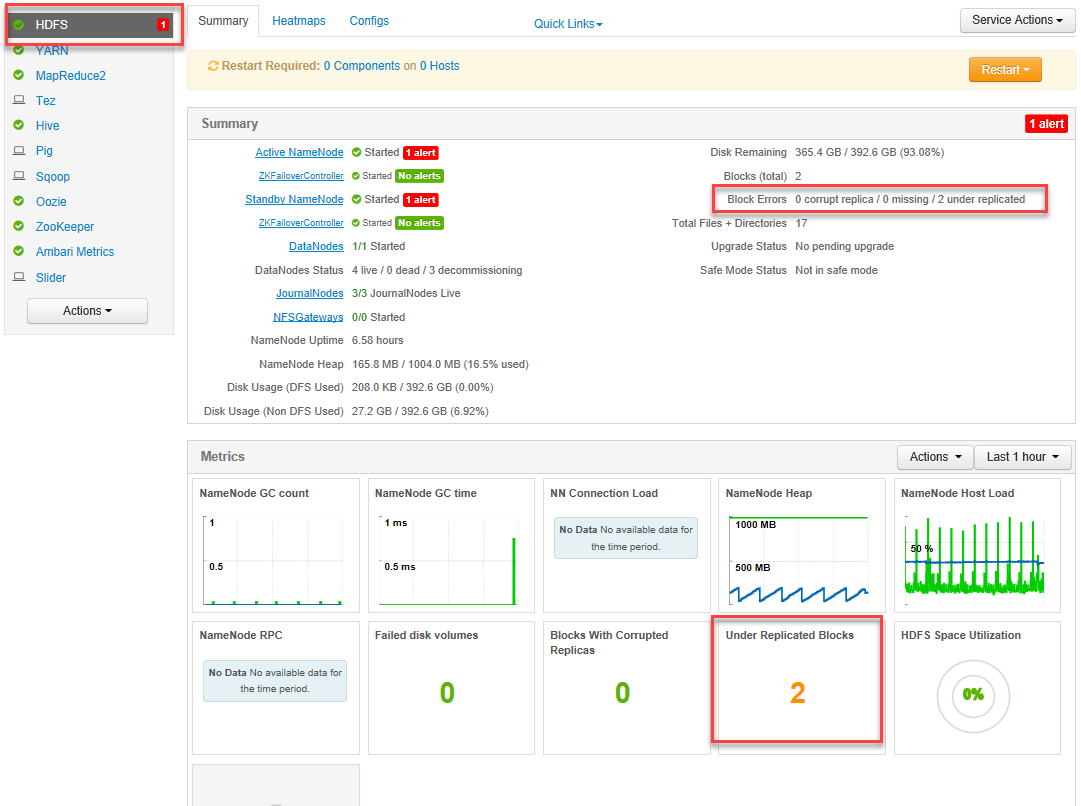 HDFS 1
YARN
MapReduce2
Tez
Hive
Pig
Sqoop
Oozie
ZooKeeper
Ambari Metrics
Slider
Actions
Summary Heatmaps Configs Quick Links Service Actions
Restart Required: 0 Components on 0 Hosts Restart
Summary 1 alert
Active NameNode Started 1 alert
ZKFailoverController Started No alerts
Standby NameNode Started 1 alert
ZKFailoverController Started No alerts
DataNodes 1/1 Started
DataNodes Status 4 live / 0 dead / 3 decommissioning
JournalNodes 3/3 JournalNodes Live
NFSGateways 0/0 Started
NameNode Uptime 6.58 hours
NameNode Heap 165.8 MB / 1004.0 MB (16.5% used)
Disk Usage (DFS Used) 208.0 KB / 392.6 GB (0.00%)
Disk Usage (Non DFS Used) 27.2 GB / 392.6 GB (6.92%)
Disk Remaining 365.4 GB / 392.6 GB (93.08%)
Blocks (total) 2
Block Errors 0 corrupt replica / 0 missing / 2 under replicated
Total Files + Directories 17
Upgrade Status No pending upgrade
Safe Mode Status Not in safe mode
Metrics Actions Last 1 hour
NameNode GC count
1
0.5
NameNode GC time
1 ms
0.5 ms
NN Connection Load
No Data No available data for
the time period.
NameNode Heap
1000 MB
500 MB
NameNode Host Load
50 %
NameNode RPC
No Data No available data for
the time period.
Failed disk volumes
0
Blocks With Corrupted
Replicas
0
Under Replicated Blocks
2
HDFS Space Utilization
0%